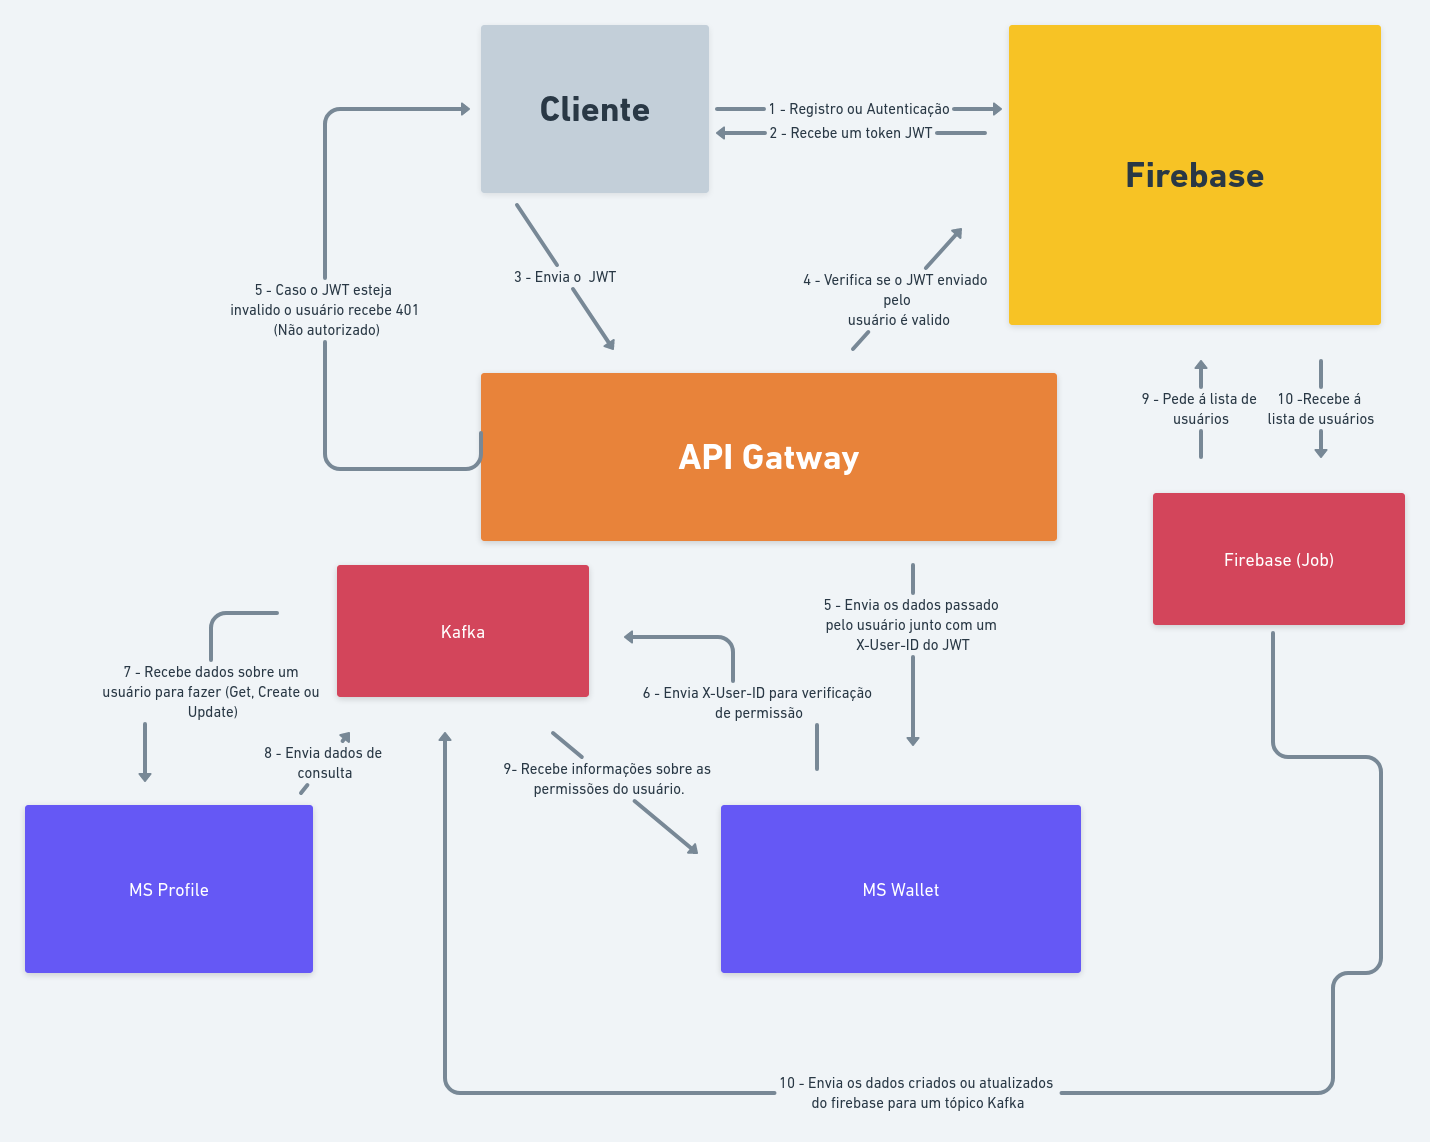 Cliente
Firebase
1 - Registro ou Autenticação
2 - Recebe um token JWT
3 - Envia o  JWT
4 - Verifica se o JWT enviado
pelo
usuário é valido
5 - Caso o JWT esteja
invalido o usuário recebe 401
(Não autorizado)
9 - Pede á lista de
usuários
10 -Recebe á
lista de usuários
API Gatway
Firebase (Job)
Kafka
5 - Envia os dados passado
pelo usuário junto com um
X-User-ID do JWT
7 - Recebe dados sobre um
usuário para fazer (Get, Create ou
Update)
6 - Envia X-User-ID para verificação
de permissão
8 - Envia dados de
consulta
9- Recebe informações sobre as
permissões do usuário.
MS Profile
MS Wallet
10 - Envia os dados criados ou atualizados
do firebase para um tópico Kafka